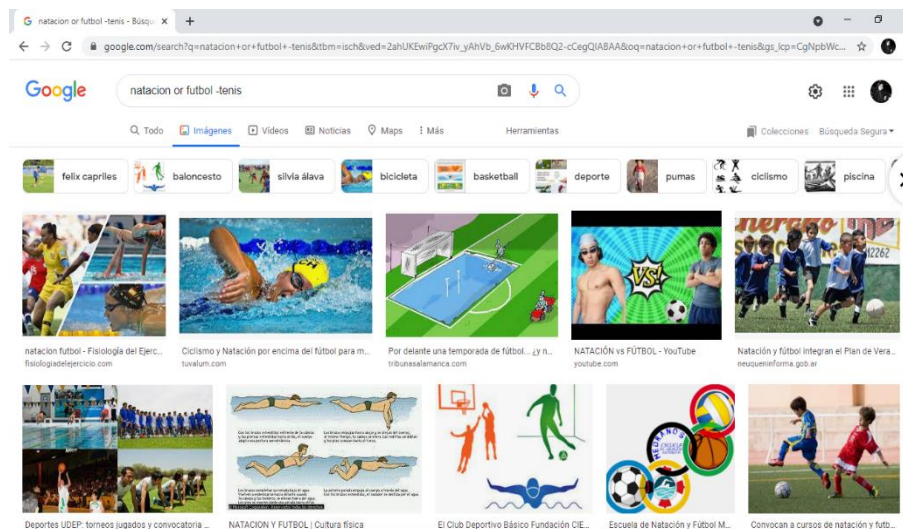 natacion or futbol -tenis - Búsqu
google.com/search?q=natacion+or+futbol+-tenis&tbm=isch&ved=2ahUKEwiPgcX7iv_yAhVb_6wKHVFCBb8Q2-cCegQIABAA&oq=natacion+or+futbol+-tenis&gs_lcp=CgNpbWc...
Google
natacion or futbol -tenis
Todo Imágenes Vídeos Noticias Maps Más Herramientas Colecciones Búsqueda Segura
felix capriles baloncesto silvia álava bicicleta basketball deporte pumas ciclismo piscina
VS!
12262
natacion futbol - Fisiología del Ejerc...
fisiologiadelejercicio.com
Ciclismo y Natación por encima del fútbol para m...
tuvalum.com
Por delante una temporada de fútbol... ¿y n...
tribunasalamanca.com
NATACIÓN vs FÚTBOL - YouTube
youtube.com
Natación y fútbol integran el Plan de Vera...
neuqueninforma.gob.ar
Deportes UDEP: torneos jugados y convocatoria ...
NATACION Y FUTBOL | Cultura física
El Club Deportivo Básico Fundación CIE...
Escuela de Natación y Fútbol M...
Convocan a cursos de natación y futb...